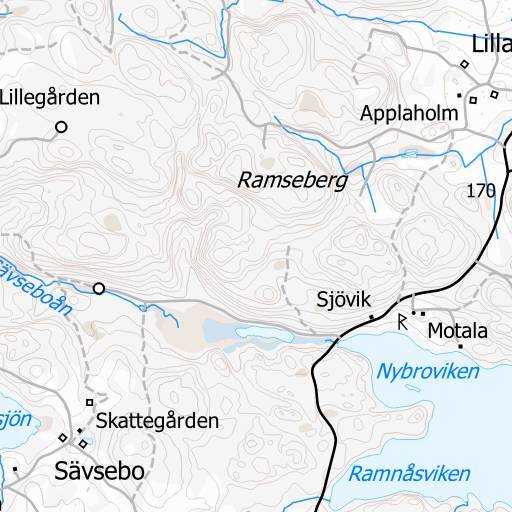 Lilla
Lillegården
Applaholm
Ramseberg
170
Sävseboån
Sjövik
Motala
Nybroviken
sjön
Skattegården
Sävsebo
Ramnåsviken